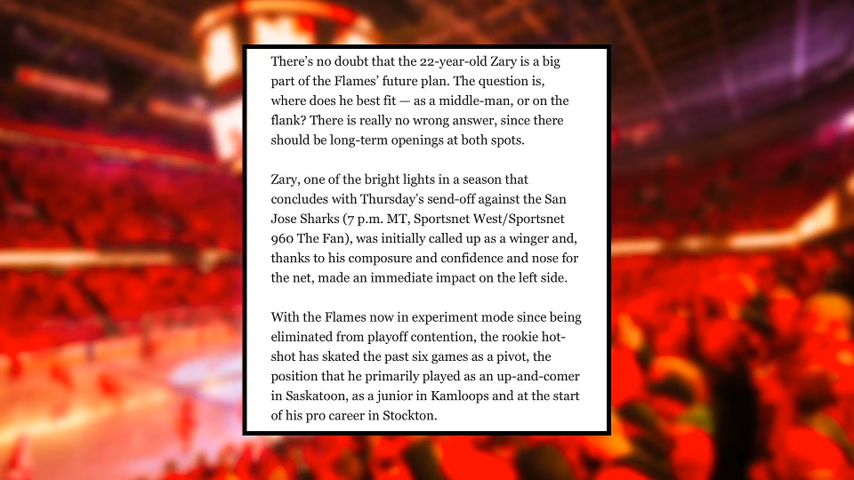 There's no doubt that the 22-year-old Zary is a big
part of the Flames' future plan. The question is,
where does he best fit — as a middle-man, or on the
flank? There is really no wrong answer, since there
should be long-term openings at both spots.
Zary, one of the bright lights in a season that
concludes with Thursday's send-off against the San
Jose Sharks (7 p.m. MT, Sportsnet West/Sportsnet
960 The Fan), was initially called up as a winger and,
thanks to his composure and confidence and nose for
the net, made an immediate impact on the left side.
With the Flames now in experiment mode since being
eliminated from playoff contention, the rookie hot-
shot has skated the past six games as a pivot, the
position that he primarily played as an up-and-comer
in Saskatoon, as a junior in Kamloops and at the start
of his pro career in Stockton.